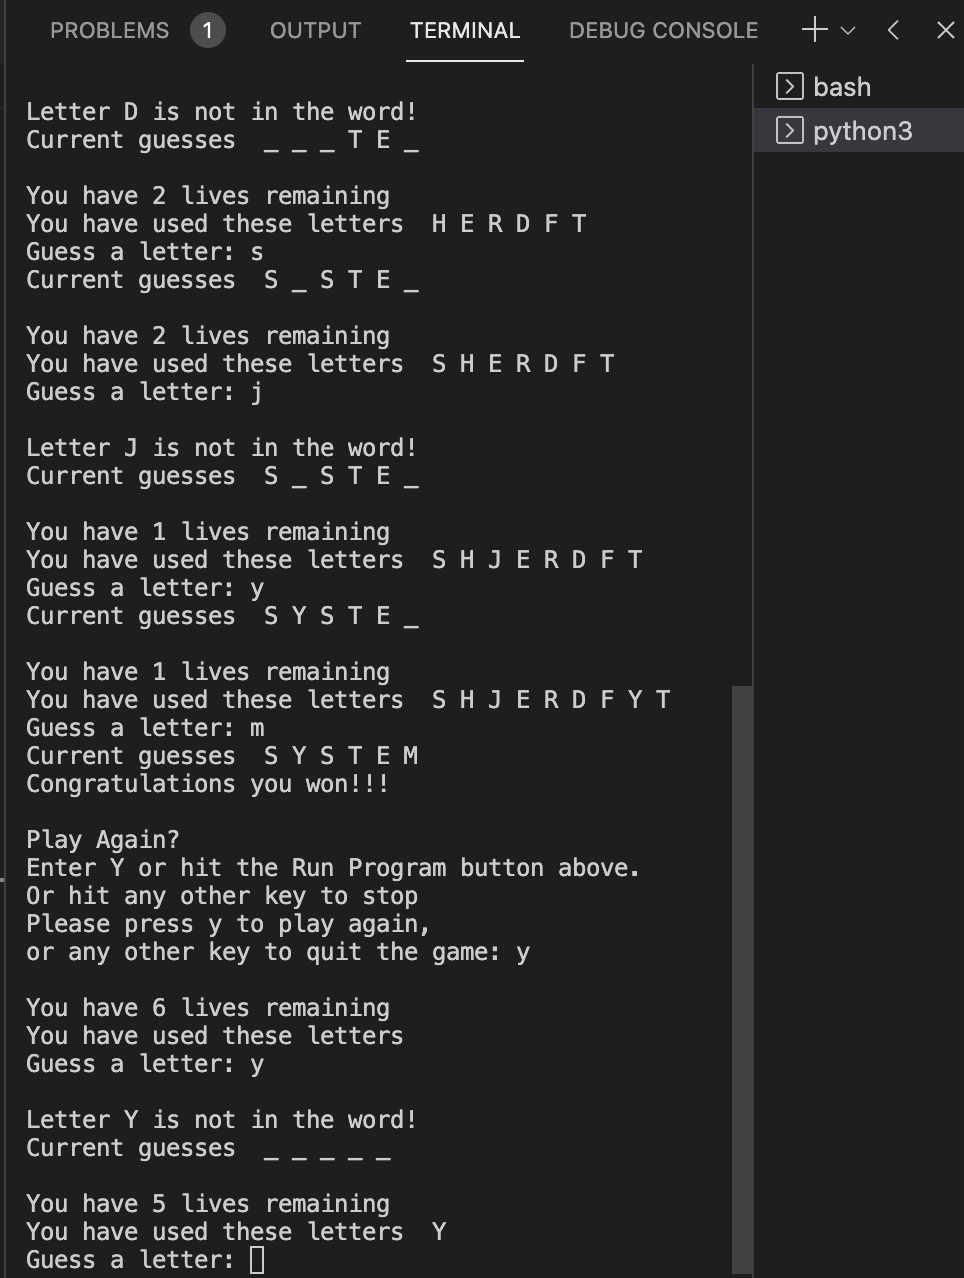 PROBLEMS 1 OUTPUT TERMINAL DEBUG CONSOLE
bash
python3
Letter D is not in the word!
Current guesses  _ _ _ T E _
You have 2 lives remaining
You have used these letters  H E R D F T
Guess a letter: s
Current guesses  S _ S T E _
You have 2 lives remaining
You have used these letters  S H E R D F T
Guess a letter: j
Letter J is not in the word!
Current guesses  S _ S T E _
You have 1 lives remaining
You have used these letters  S H J E R D F T
Guess a letter: y
Current guesses  S Y S T E _
You have 1 lives remaining
You have used these letters  S H J E R D F Y T
Guess a letter: m
Current guesses  S Y S T E M
Congratulations you won!!!
Play Again?
Enter Y or hit the Run Program button above.
Or hit any other key to stop
Please press y to play again,
or any other key to quit the game: y
You have 6 lives remaining
You have used these letters
Guess a letter: y
Letter Y is not in the word!
Current guesses  _ _ _ _ _
You have 5 lives remaining
You have used these letters  Y
Guess a letter: